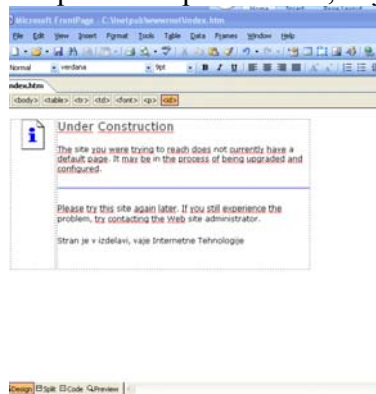 Microsoft FrontPage - C:\Inetpub\wwwroot\index.htm
File Edit View Insert Format Tools Table Data Frames Window Help
Normal verdana 9pt B I U
index.htm
<body> <table> <tr> <td> <font> <p> <id>
Under Construction
The site you were trying to reach does not currently have a
default page. It may be in the process of being upgraded and
configured.
Please try this site again later. If you still experience the
problem, try contacting the Web site administrator.
Stran je v izdelavi, vaje Internetne Tehnologije
Design Split Code Preview